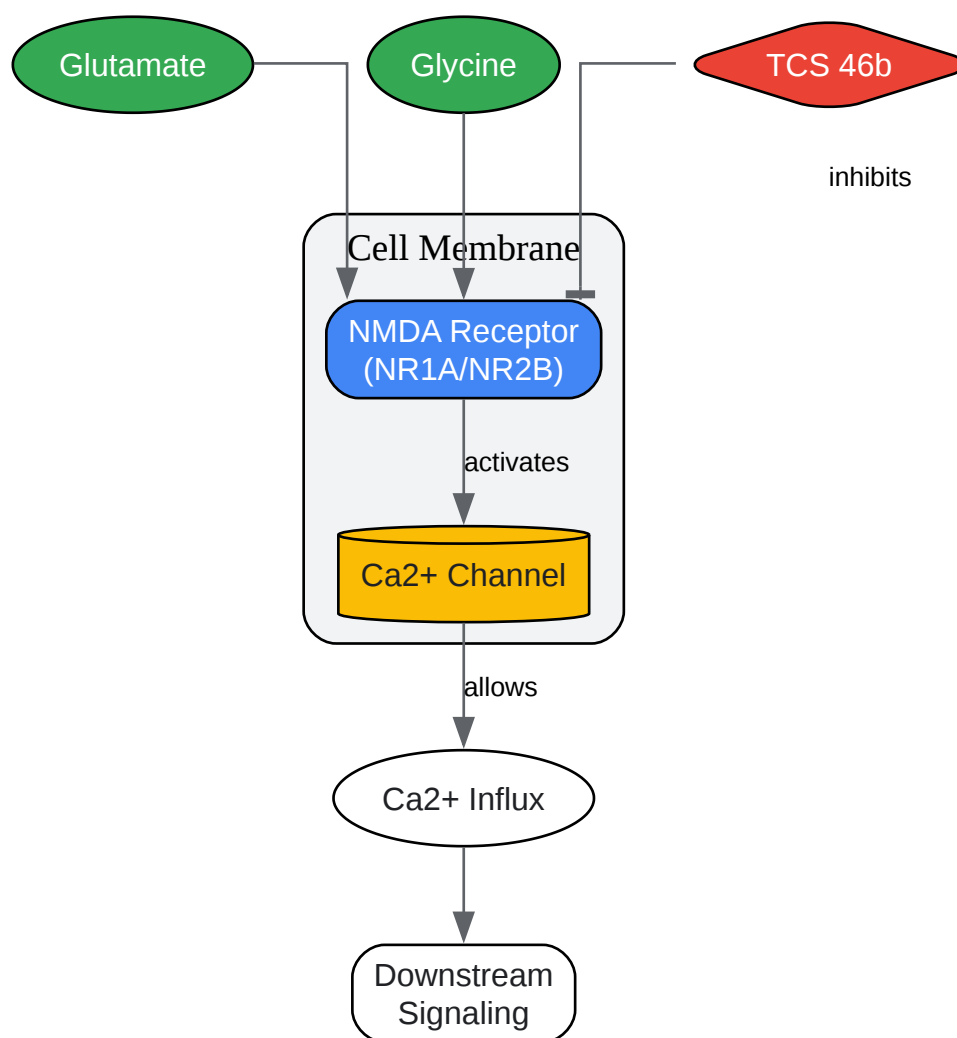 Glutamate
Glycine
TCS 46b
inhibits
Cell Membrane
NMDA Receptor
(NR1A/NR2B)
activates
Ca2+ Channel
allows
Ca2+ Influx
Downstream
Signaling